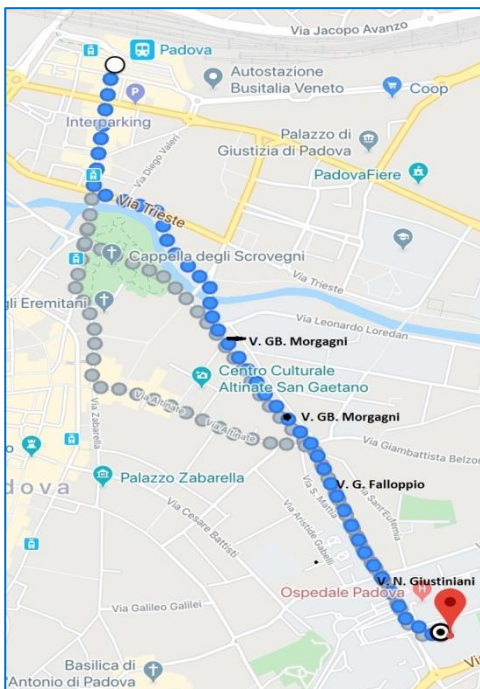 Via Jacopo Avanzo
Padova
Autostazione
Busitalia Veneto
Coop
P
Interparking
Palazzo di
Giustizia di Padova
Via Diego Valeri
PadovaFiere
Via Trieste
Cappella degli Scrovegni
Via Trieste
gli Eremitani
Via Leonardo Loredan
V. GB. Morgagni
Centro Culturale
Altinate San Gaetano
Via Altinate
Via Altinate
V. GB. Morgagni
Via Zabarella
Via Giambattista Belzon
Palazzo Zabarella
dova
V. G. Falloppio
Via S. Mattia
Via Sant'Eufemia
Via Cesare Battisti
Via Aristide Gabelli
V. N. Giustiniani
Ospedale Padova
H
Via Galileo Galilei
Basilica di
'Antonio di Padova
Vi